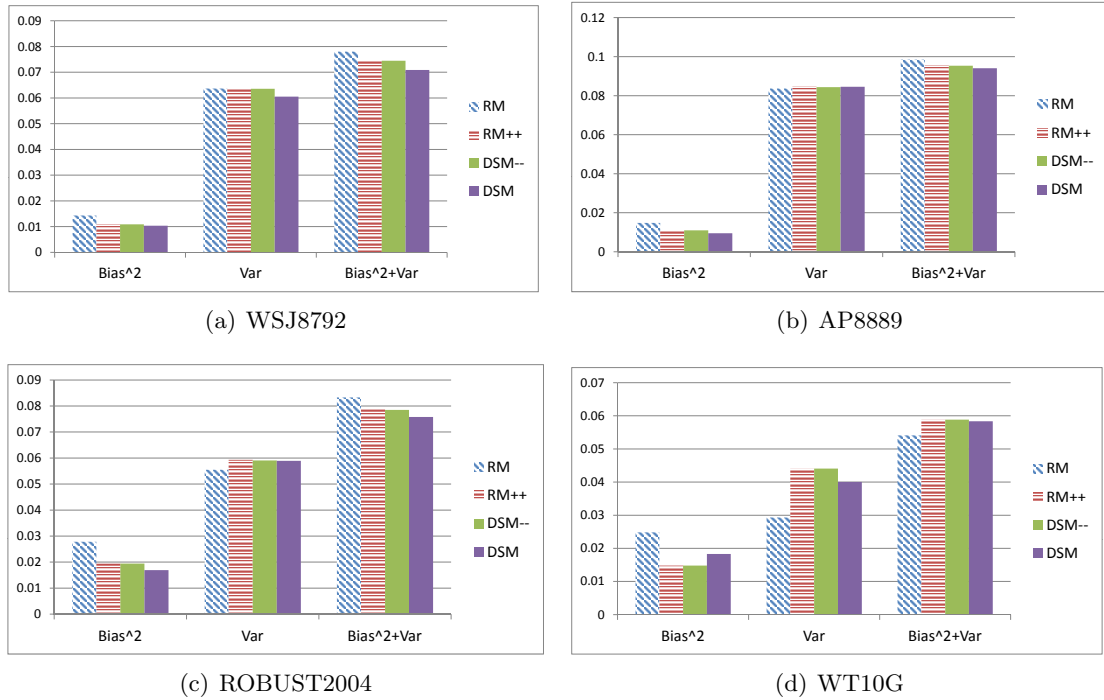 0.09
0.08
0.07
0.06
0.05
0.04
0.03
0.02
0.01
0
Bias^2 Var Bias^2+Var
RM
RM++
DSM--
DSM
(a) WSJ8792
0.12
0.1
0.08
0.06
0.04
0.02
0
Bias^2 Var Bias^2+Var
RM
RM++
DSM--
DSM
(b) AP8889
0.09
0.08
0.07
0.06
0.05
0.04
0.03
0.02
0.01
0
Bias^2 Var Bias^2+Var
RM
RM++
DSM--
DSM
(c) ROBUST2004
0.07
0.06
0.05
0.04
0.03
0.02
0.01
0
Bias^2 Var Bias^2+Var
RM
RM++
DSM--
DSM
(d) WT10G